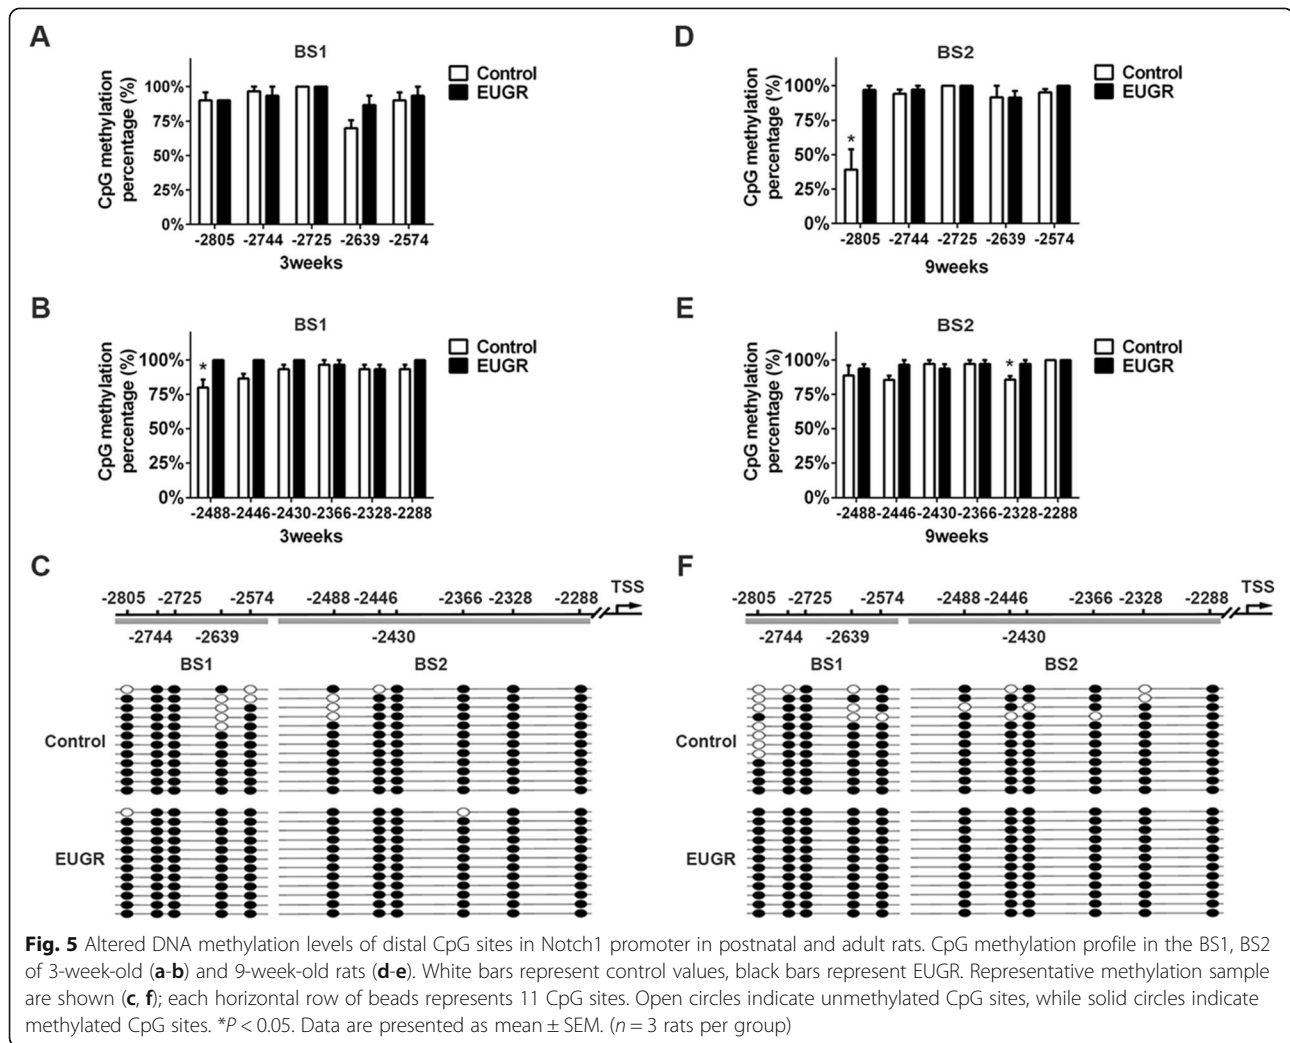 A
BS1
CpG methylation
percentage (%)
100%
75%
50%
25%
0%
Control
EUGR
-2805 -2744 -2725 -2639 -2574
3weeks
D
BS2
CpG methylation
percentage (%)
100%
75%
50%
25%
0%
*
Control
EUGR
-2805 -2744 -2725 -2639 -2574
9weeks
B
BS1
CpG methylation
percentage (%)
100%
75%
50%
25%
0%
*
Control
EUGR
-2488 -2446 -2430 -2366 -2328 -2288
3weeks
E
BS2
CpG methylation
percentage (%)
100%
75%
50%
25%
0%
*
Control
EUGR
-2488 -2446 -2430 -2366 -2328 -2288
9weeks
C
TSS
-2805 -2725 -2574 -2488 -2446 -2366 -2328 -2288
-2744 -2639 -2430
BS1 BS2
Control
EUGR
F
TSS
-2805 -2725 -2574 -2488 -2446 -2366 -2328 -2288
-2744 -2639 -2430
BS1 BS2
Control
EUGR
Fig. 5 Altered DNA methylation levels of distal CpG sites in Notch1 promoter in postnatal and adult rats. CpG methylation profile in the BS1, BS2
of 3-week-old (a-b) and 9-week-old rats (d-e). White bars represent control values, black bars represent EUGR. Representative methylation sample
are shown (c, f); each horizontal row of beads represents 11 CpG sites. Open circles indicate unmethylated CpG sites, while solid circles indicate
methylated CpG sites. *P < 0.05. Data are presented as mean ± SEM. (n = 3 rats per group)